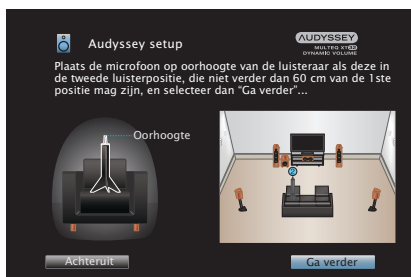 Audyssey setup
AUDYSSEY
MULTEQ XT32
DYNAMIC VOLUME
Plaats de microfoon op oorhoogte van de luisteraar als deze in
de tweede luisterpositie, die niet verder dan 60 cm van de 1ste
positie mag zijn, en selecteer dan “Ga verder”...
Oorhoogte
2
Achteruit
Ga verder